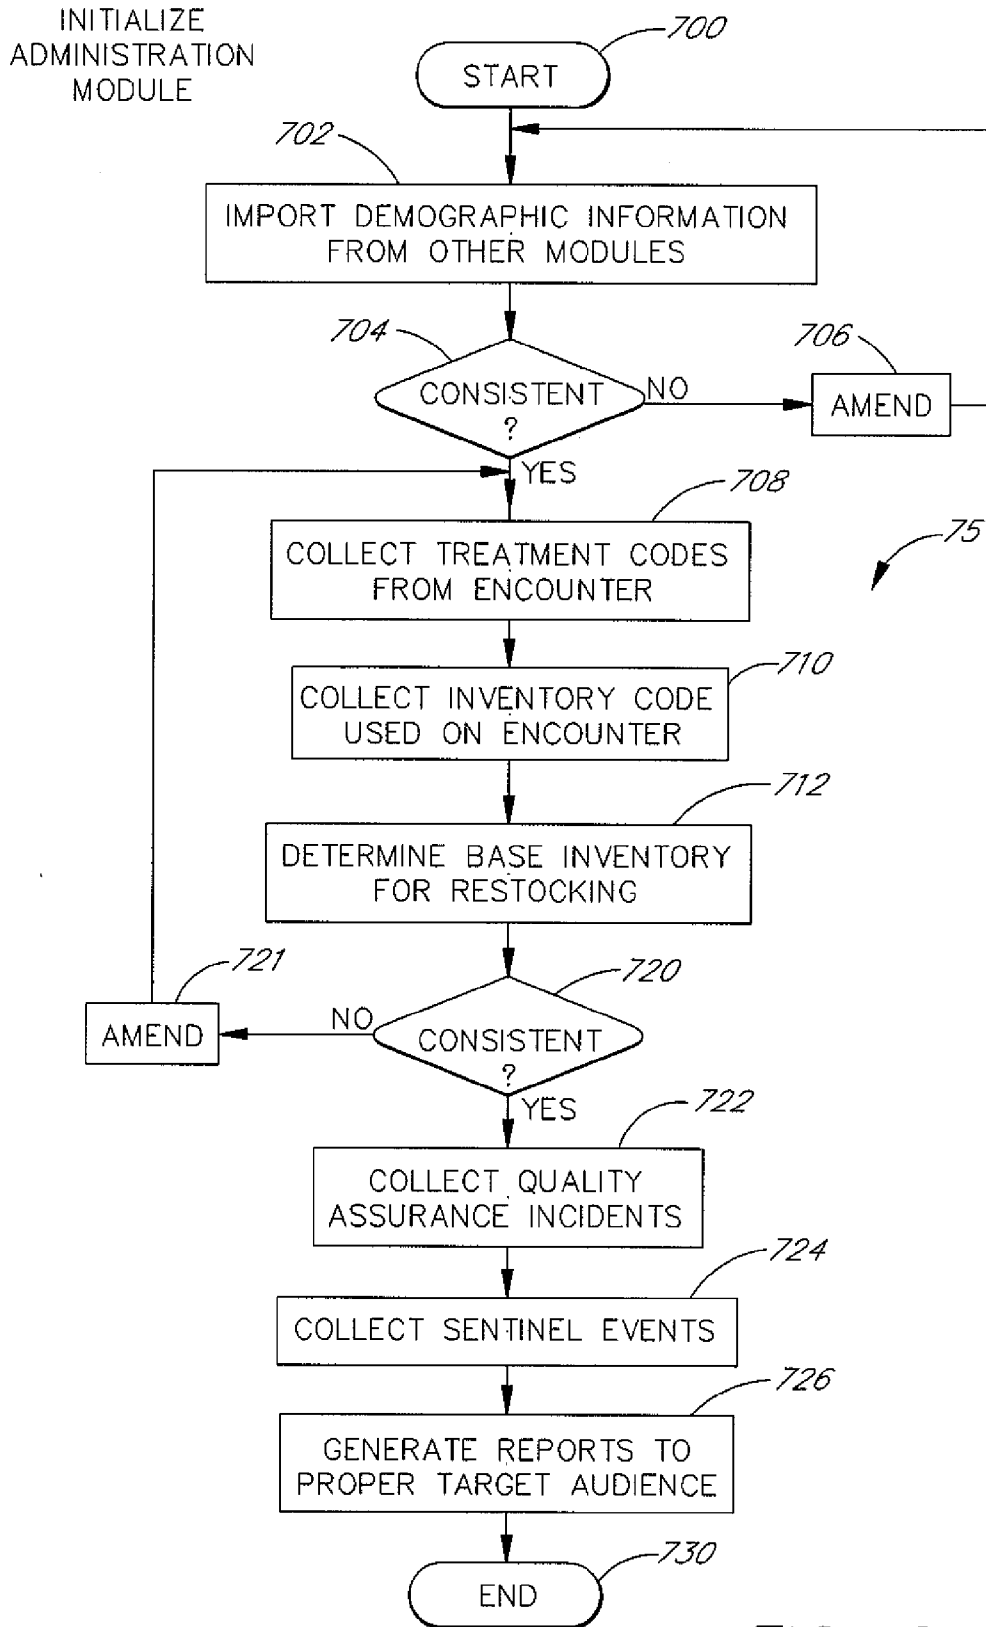 INITIALIZE
ADMINISTRATION
MODULE
700
START
702
IMPORT DEMOGRAPHIC INFORMATION
FROM OTHER MODULES
704
CONSISTENT
?
NO
706
AMEND
YES
708
COLLECT TREATMENT CODES
FROM ENCOUNTER
75
710
COLLECT INVENTORY CODE
USED ON ENCOUNTER
712
DETERMINE BASE INVENTORY
FOR RESTOCKING
720
CONSISTENT
?
NO
721
AMEND
YES
722
COLLECT QUALITY
ASSURANCE INCIDENTS
724
COLLECT SENTINEL EVENTS
726
GENERATE REPORTS TO
PROPER TARGET AUDIENCE
730
END